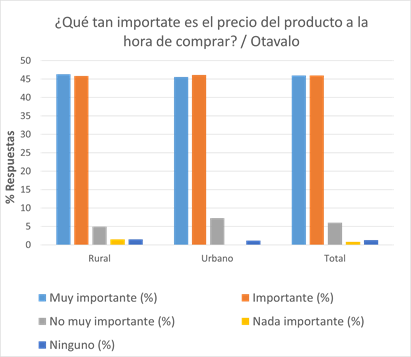 ¿Qué tan importate es el precio del producto a la
hora de comprar? / Otavalo
% Respuestas
50
45
40
35
30
25
20
15
10
5
0
Rural
Urbano
Total
Muy importante (%)
Importante (%)
No muy importante (%)
Nada importante (%)
Ninguno (%)